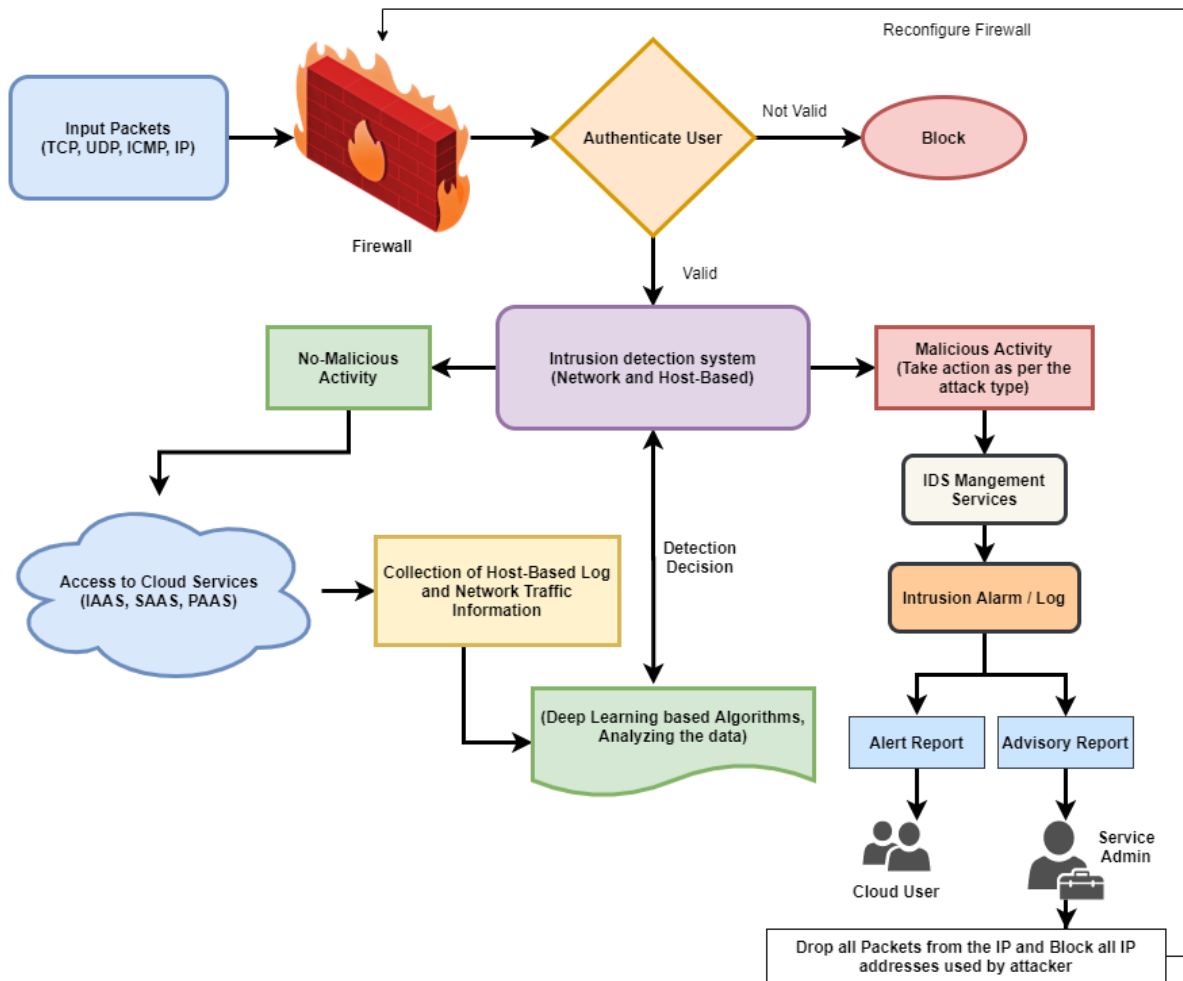 Reconfigure Firewall
Input Packets
(TCP, UDP, ICMP, IP)
Firewall
Authenticate User
Not Valid
Block
Valid
No-Malicious
Activity
Intrusion detection system
(Network and Host-Based)
Malicious Activity
(Take action as per the
attack type)
IDS Mangement
Services
Access to Cloud Services
(IAAS, SAAS, PAAS)
Collection of Host-Based Log
and Network Traffic
Information
Detection
Decision
Intrusion Alarm / Log
(Deep Learning based Algorithms,
Analyzing the data)
Alert Report
Advisory Report
Cloud User
Service
Admin
Drop all Packets from the IP and Block all IP
addresses used by attacker